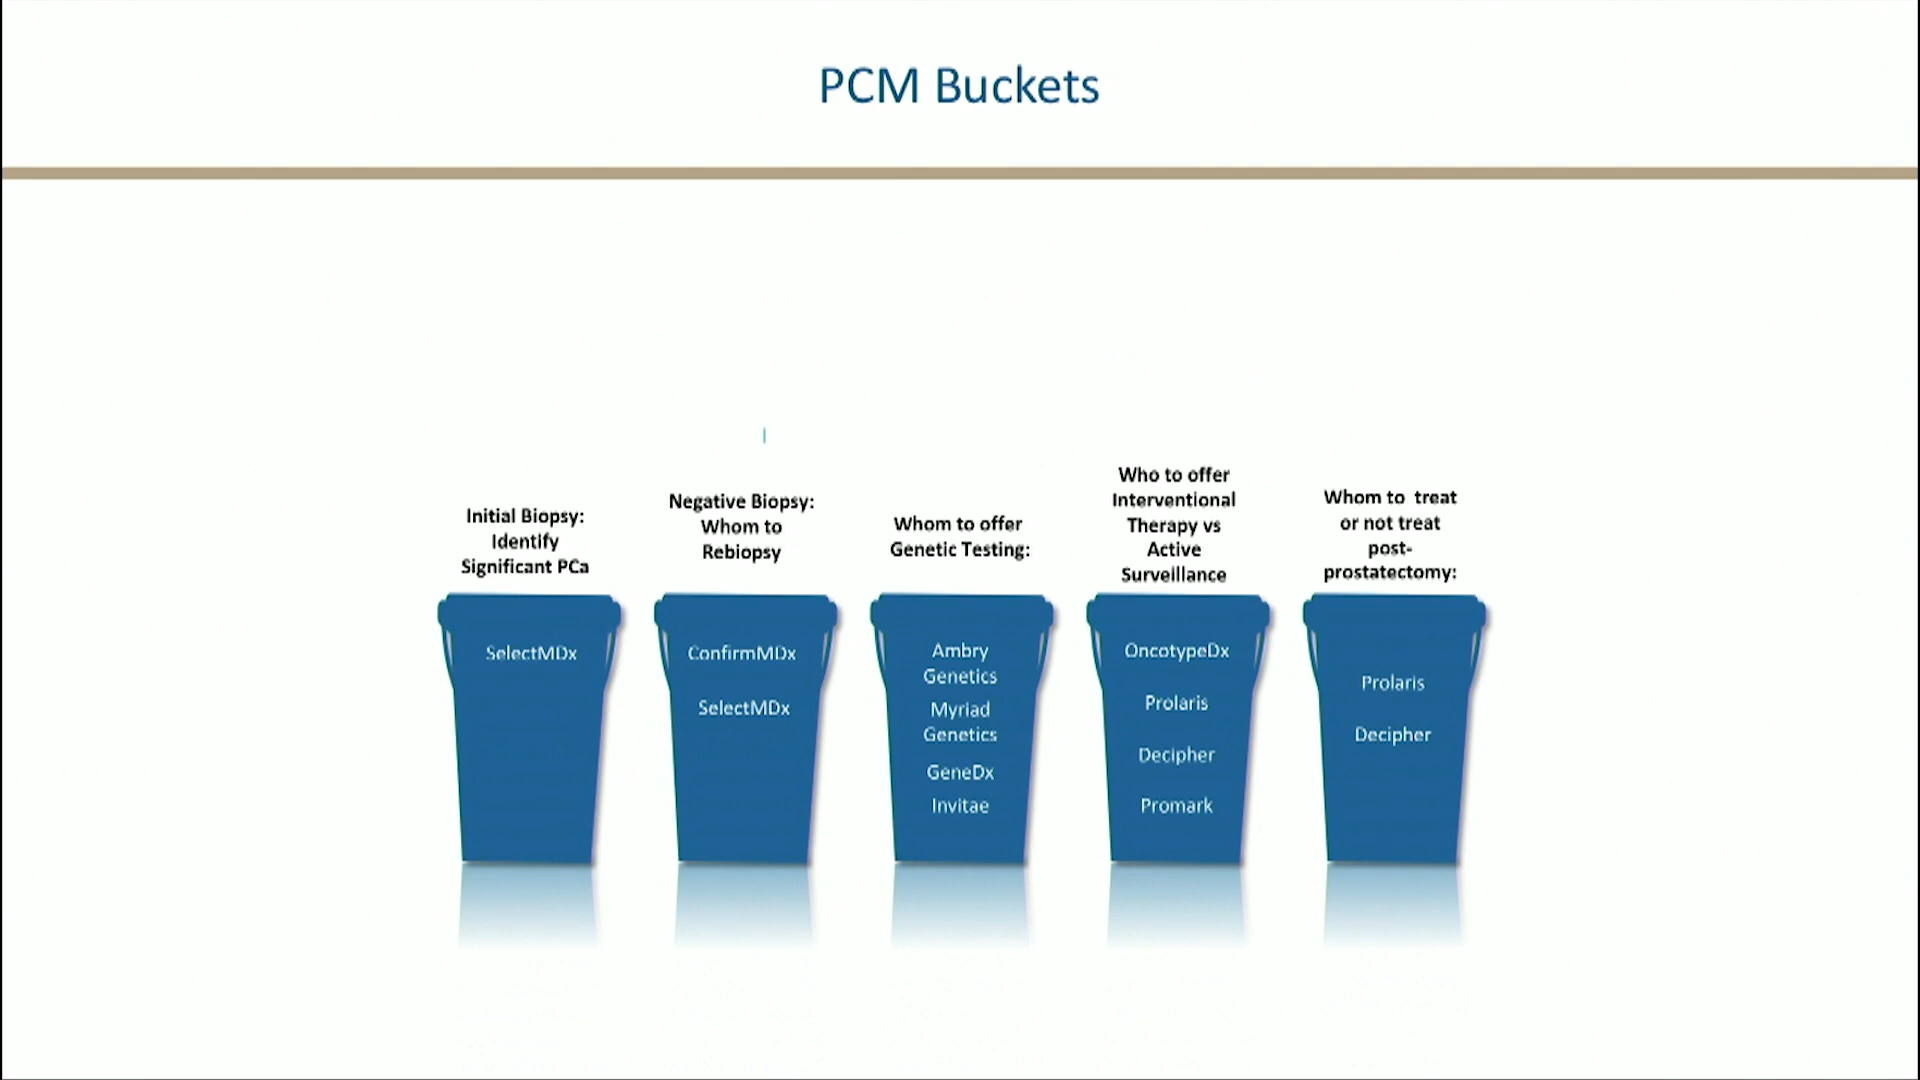 PCM Buckets
Initial Biopsy:
Identify
Significant PCa
Negative Biopsy:
Whom to
Rebiopsy
Whom to offer
Genetic Testing:
Who to offer
Interventional
Therapy vs
Active
Surveillance
Whom to treat
or not treat
post-
prostatectomy:
SelectMDx
ConfirmMDx
SelectMDx
Ambry
Genetics
Myriad
Genetics
GeneDx
Invitae
OncotypeDx
Prolaris
Decipher
Promark
Prolaris
Decipher